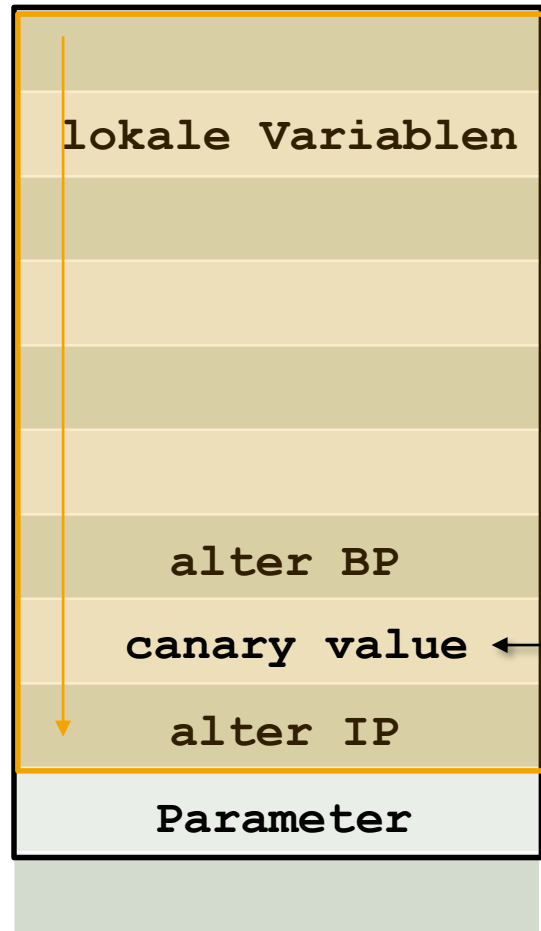 lokale Variablen
alter BP
canary value
alter IP
Parameter